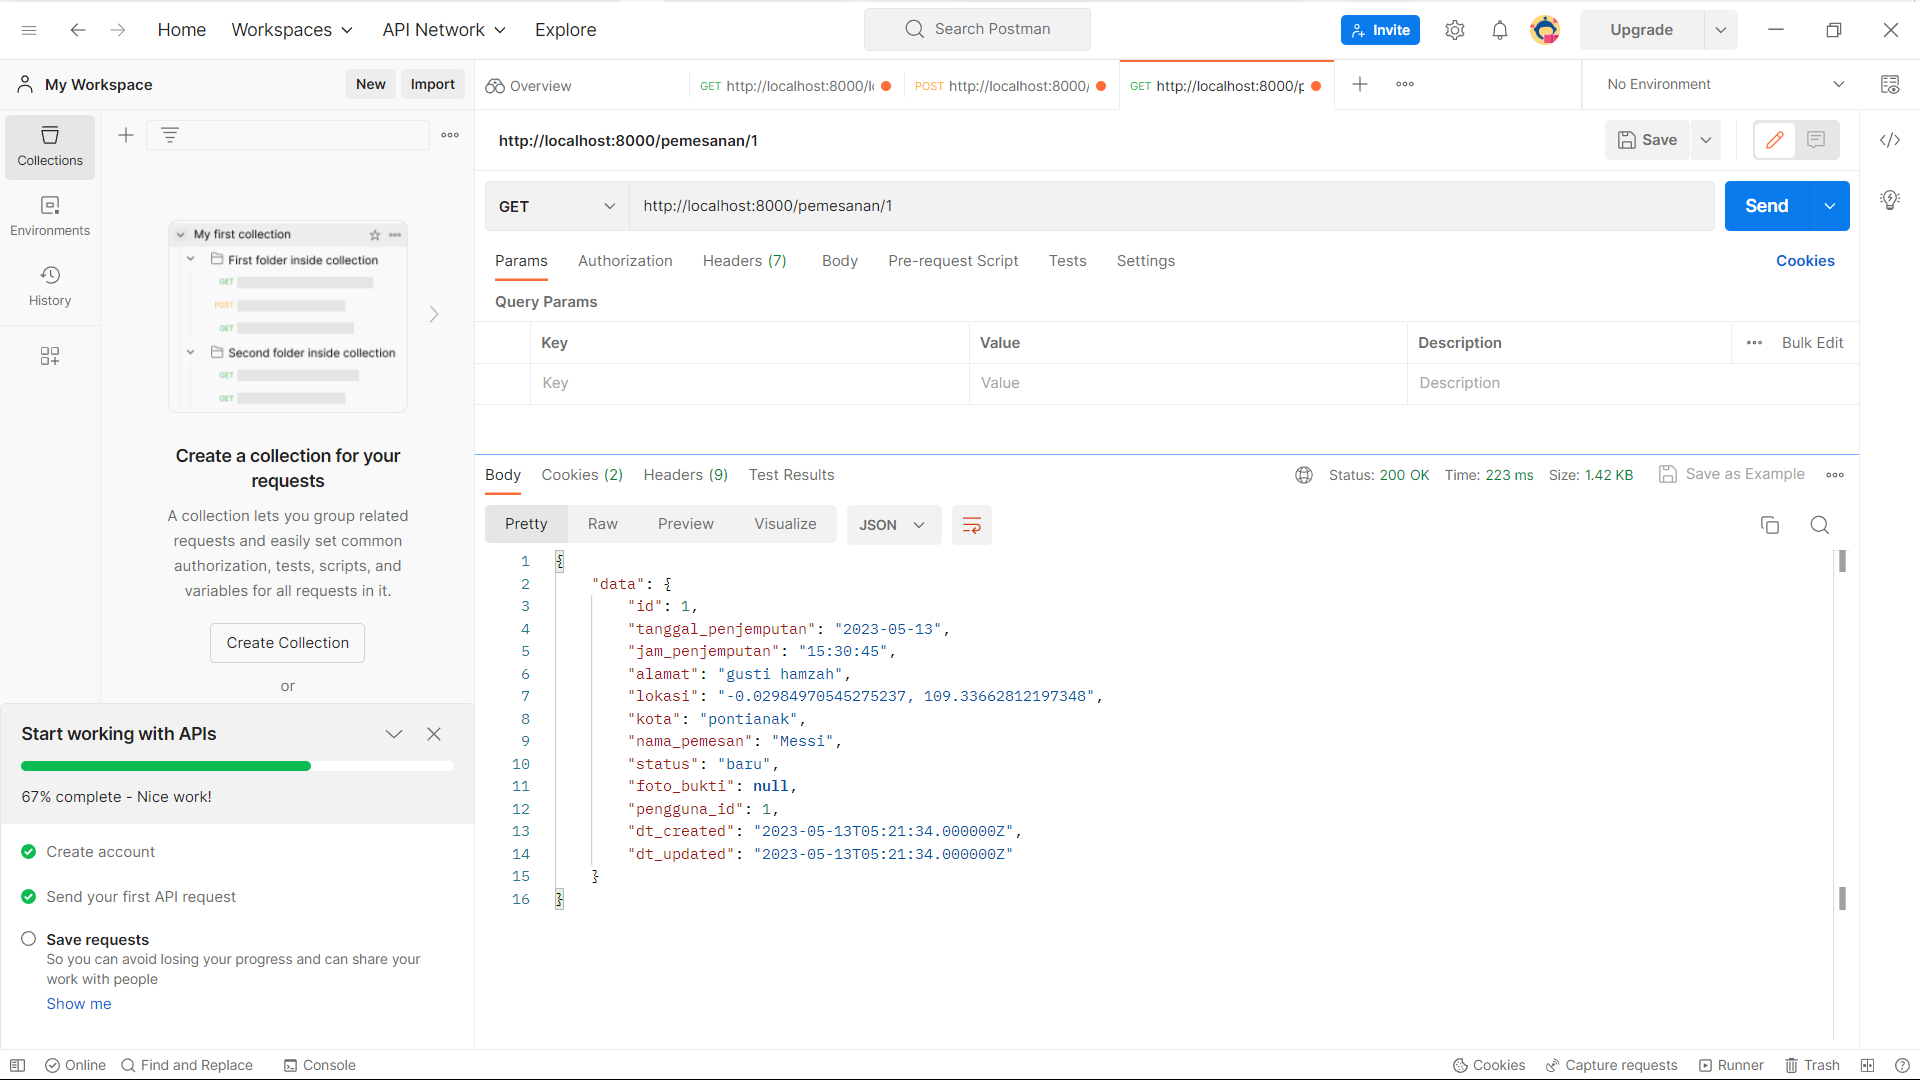 Home
Workspaces
API Network
Explore
Search Postman
Invite
Upgrade
My Workspace
New
Import
Overview
GET http://localhost:8000/l
POST http://localhost:8000/
GET http://localhost:8000/p
No Environment
Collections
Environments
History
http://localhost:8000/pemesanan/1
Save
GET
http://localhost:8000/pemesanan/1
Send
Params
Authorization
Headers (7)
Body
Pre-request Script
Tests
Settings
Cookies
Query Params
Key
Value
Description
Bulk Edit
Key
Value
Description
My first collection
First folder inside collection
GET
POST
GET
Second folder inside collection
GET
GET
Create a collection for your
requests
A collection lets you group related
requests and easily set common
authorization, tests, scripts, and
variables for all requests in it.
Create Collection
or
Body
Cookies (2)
Headers (9)
Test Results
Status: 200 OK
Time: 223 ms
Size: 1.42 KB
Save as Example
Pretty
Raw
Preview
Visualize
JSON
1 {
2 "data": {
3 "id": 1,
4 "tanggal_penjemputan": "2023-05-13",
5 "jam_penjemputan": "15:30:45",
6 "alamat": "gusti hamzah",
7 "lokasi": "-0.02984970545275237, 109.33662812197348",
8 "kota": "pontianak",
9 "nama_pemesan": "Messi",
10 "status": "baru",
11 "foto_bukti": null,
12 "pengguna_id": 1,
13 "dt_created": "2023-05-13T05:21:34.000000Z",
14 "dt_updated": "2023-05-13T05:21:34.000000Z"
15 }
16 }
Start working with APIs
67% complete - Nice work!
Create account
Send your first API request
Save requests
So you can avoid losing your progress and can share your
work with people
Show me
Online
Find and Replace
Console
Cookies
Capture requests
Runner
Trash